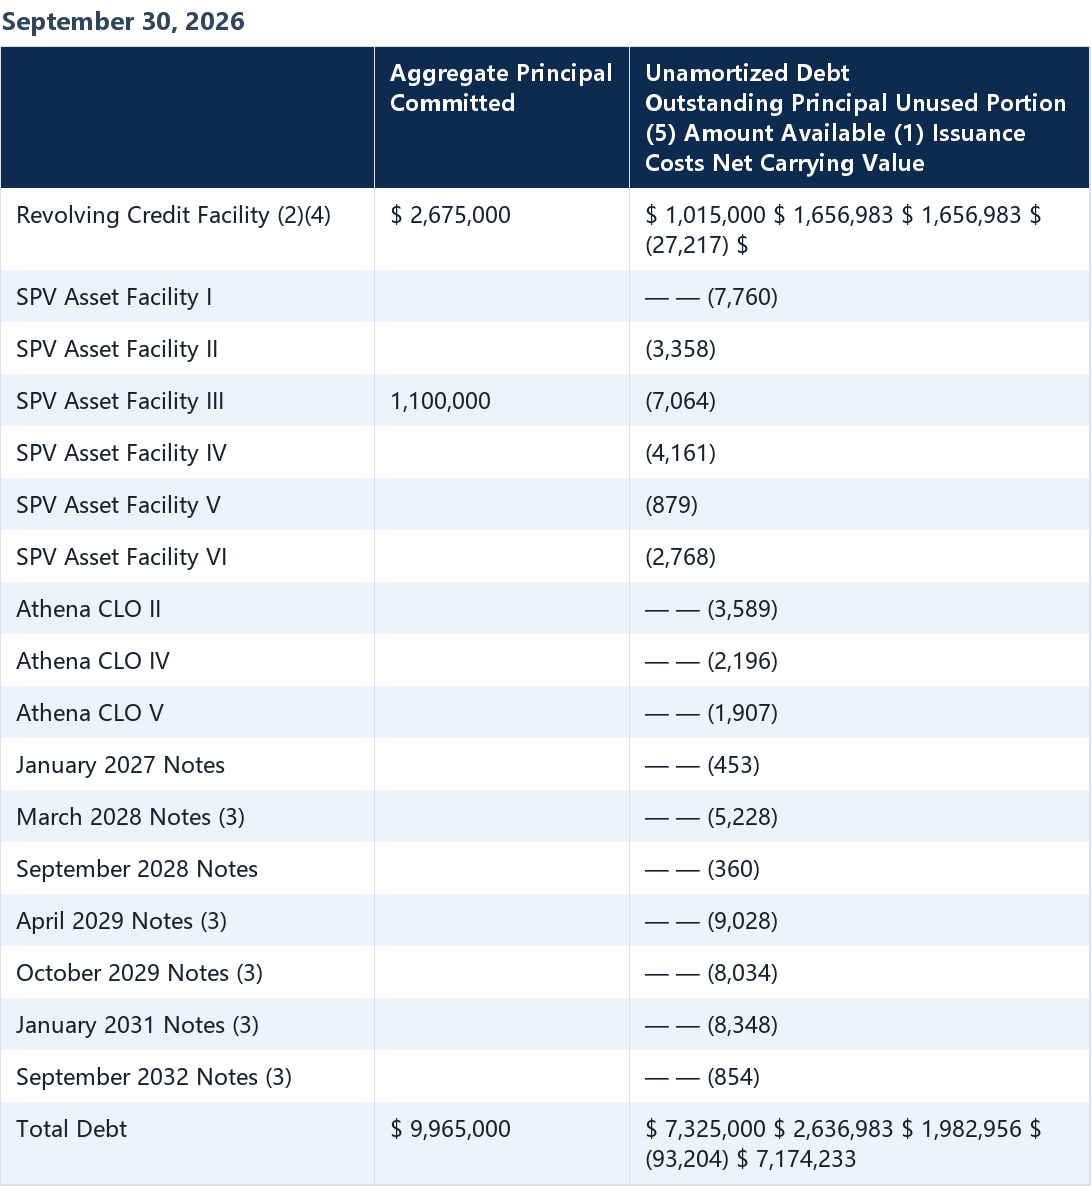 September 30, 2026
Aggregate Principal
Committed
Unamortized Debt
Outstanding Principal Unused Portion
(5) Amount Available (1) Issuance
Costs Net Carrying Value
Revolving Credit Facility (2)(4) $ 2,675,000 $ 1,015,000 $ 1,656,983 $ 1,656,983 $
(27,217) $
SPV Asset Facility I — — (7,760)
SPV Asset Facility II (3,358)
SPV Asset Facility III 1,100,000 (7,064)
SPV Asset Facility IV (4,161)
SPV Asset Facility V (879)
SPV Asset Facility VI (2,768)
Athena CLO II — — (3,589)
Athena CLO IV — — (2,196)
Athena CLO V — — (1,907)
January 2027 Notes — — (453)
March 2028 Notes (3) — — (5,228)
September 2028 Notes — — (360)
April 2029 Notes (3) — — (9,028)
October 2029 Notes (3) — — (8,034)
January 2031 Notes (3) — — (8,348)
September 2032 Notes (3) — — (854)
Total Debt $ 9,965,000 $ 7,325,000 $ 2,636,983 $ 1,982,956 $
(93,204) $ 7,174,233